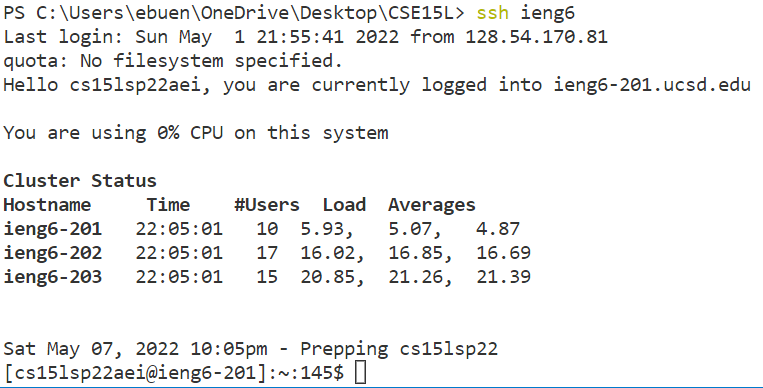 PS C:\Users\ebuen\OneDrive\Desktop\CSE15L> ssh ieng6
Last login: Sun May  1 21:55:41 2022 from 128.54.170.81
quota: No filesystem specified.
Hello cs15lsp22aei, you are currently logged into ieng6-201.ucsd.edu
You are using 0% CPU on this system
Cluster Status
Hostname     Time    #Users  Load  Averages
ieng6-201   22:05:01   10  5.93,   5.07,   4.87
ieng6-202   22:05:01   17  16.02,  16.85,  16.69
ieng6-203   22:05:01   15  20.85,  21.26,  21.39
Sat May 07, 2022 10:05pm - Prepping cs15lsp22
[cs15lsp22aei@ieng6-201]:~:145$